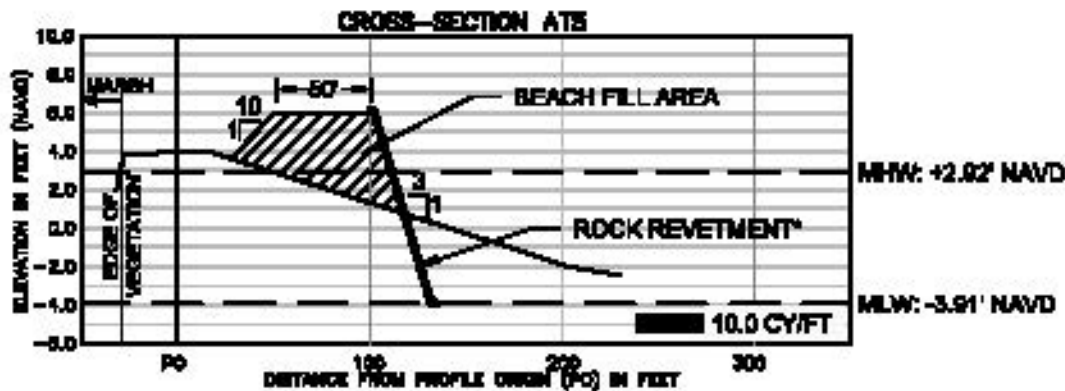 CROSS-SECTION AT5
10.0
8.0
6.0
4.0
2.0
0.0
-2.0
-4.0
-6.0
ELEVATION IN FEET (NAVD)
MARSH
10
1
50'
BEACH FILL AREA
MHW: +2.92' NAVD
1
EDGE OF
VEGETATION
ROCK REVETMENT*
MLW: -3.91' NAVD
10.0 CY/FT
PO
100
200
300
DISTANCE FROM PROFILE ORIGIN (PO) IN FEET